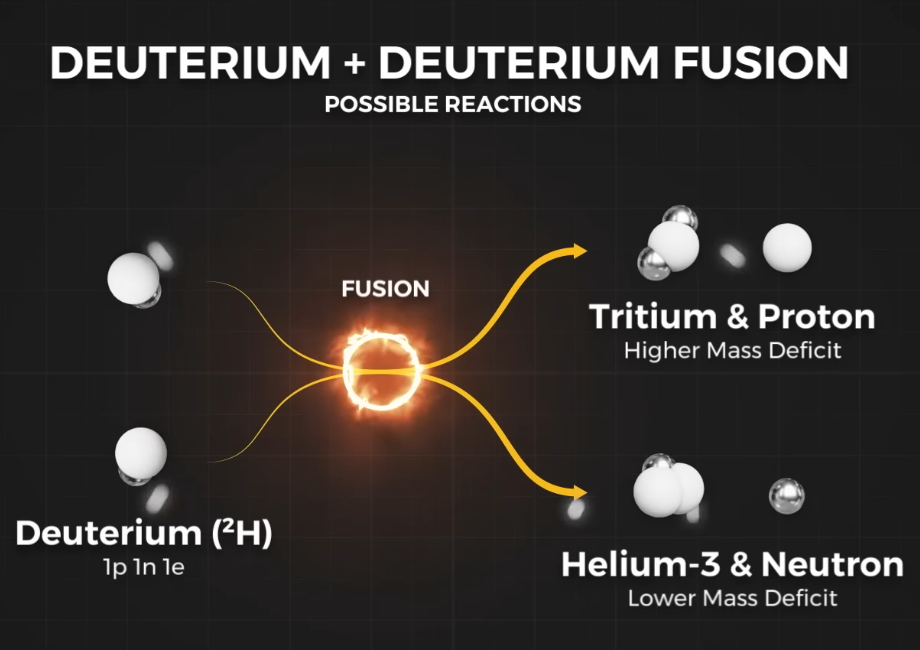 DEUTERIUM + DEUTERIUM FUSION
POSSIBLE REACTIONS
FUSION
Tritium & Proton
Higher Mass Deficit
Deuterium (²H)
1p 1n 1e
Helium-3 & Neutron
Lower Mass Deficit